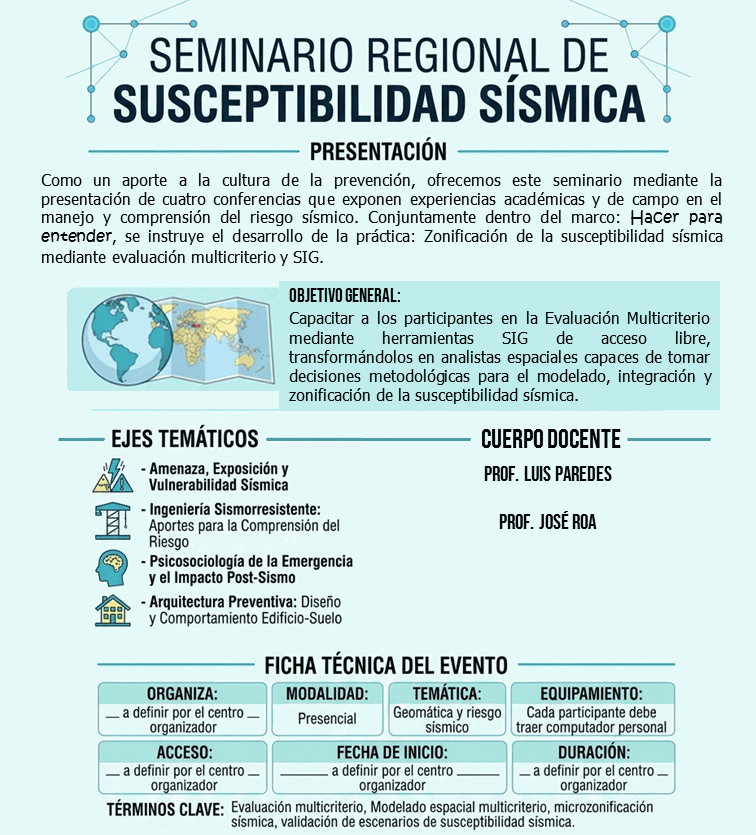 SEMINARIO REGIONAL DE
SUSCEPTIBILIDAD SÍSMICA
PRESENTACIÓN
Como un aporte a la cultura de la prevención, ofrecemos este seminario mediante la
presentación de cuatro conferencias que exponen experiencias académicas y de campo en el
manejo y comprensión del riesgo sísmico. Conjuntamente dentro del marco: Hacer para
entender, se instruye el desarrollo de la práctica: Zonificación de la susceptibilidad sísmica
mediante evaluación multicriterio y SIG.
OBJETIVO GENERAL:
Capacitar a los participantes en la Evaluación Multicriterio
mediante herramientas SIG de acceso libre,
transformándolos en analistas espaciales capaces de tomar
decisiones metodológicas para el modelado, integración y
zonificación de la susceptibilidad sísmica.
EJES TEMÁTICOS
- Amenaza, Exposición y
Vulnerabilidad Sísmica
- Ingeniería Sismorresistente:
Aportes para la Comprensión del
Riesgo
- Psicosociología de la Emergencia
y el Impacto Post-Sismo
- Arquitectura Preventiva: Diseño
y Comportamiento Edificio-Suelo
CUERPO DOCENTE
PROF. LUIS PAREDES
PROF. JOSÉ ROA
FICHA TÉCNICA DEL EVENTO
ORGANIZA:
__ a definir por el centro __
organizador
MODALIDAD:
Presencial
TEMÁTICA:
Geomática y riesgo
sísmico
EQUIPAMIENTO:
Cada participante debe
traer computador personal
ACCESO:
__ a definir por el centro __
organizador
FECHA DE INICIO:
________ a definir por el centro ________
organizador
DURACIÓN:
__ a definir por el centro __
organizador
TÉRMINOS CLAVE: Evaluación multicriterio, Modelado espacial multicriterio, microzonificación
sísmica, validación de escenarios de susceptibilidad sísmica.